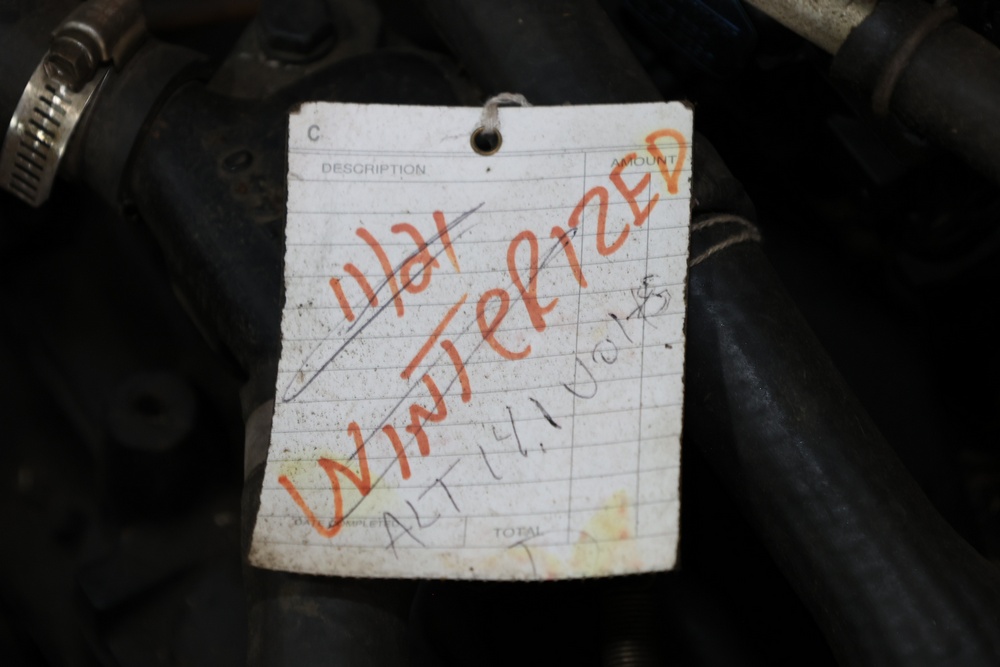 C
DESCRIPTION AMOUNT
11/21
WINTERIZED
ALT 14.1 VOLTS
DATE COMPLETED
TOTAL